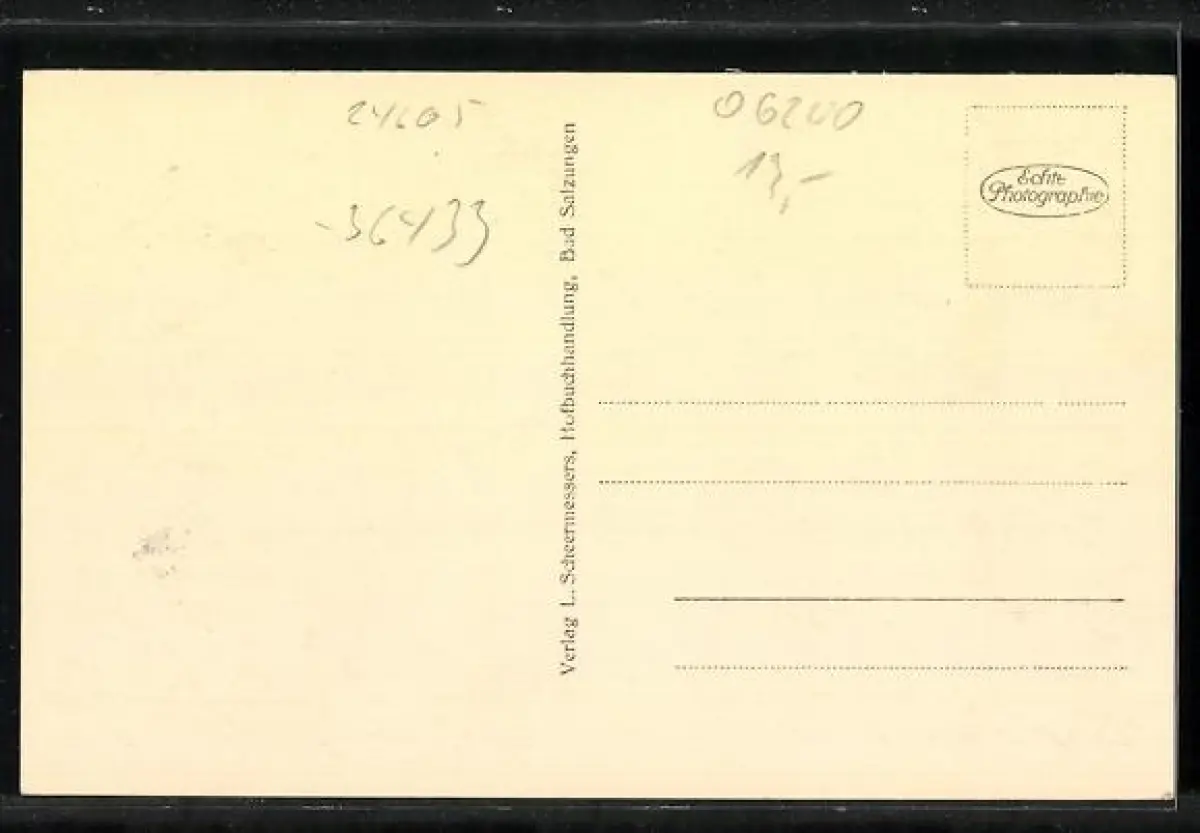 24605
-36433
Verlag L. Scheermessers, Hofbuchhandlung, Bad Salzungen
06200
13,-
Echte
Photographie